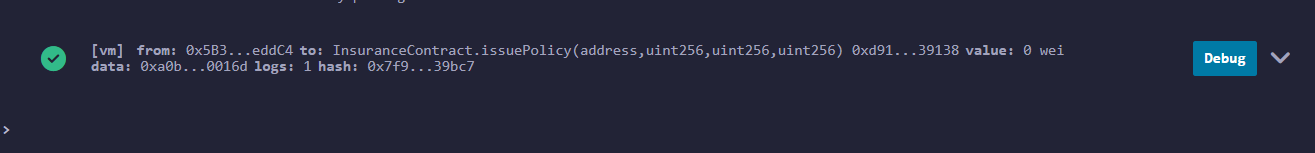 [vm] from: 0x5B3...eddC4 to: InsuranceContract.issuePolicy(address,uint256,uint256,uint256) 0xd91...39138 value: 0 wei
data: 0xa0b...0016d logs: 1 hash: 0x7f9...39bc7
Debug
>